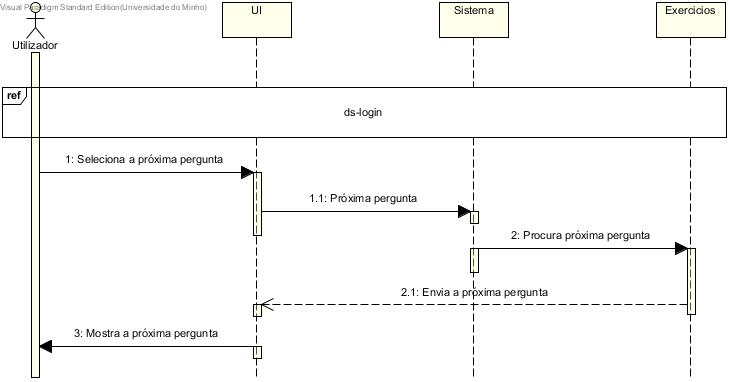 Visual Paradigm Standard Edition(Universidade do Minho)
UI
Sistema
Exercicios
Utilizador
ref
ds-login
1: Seleciona a próxima pergunta
1.1: Próxima pergunta
2: Procura próxima pergunta
2.1: Envia a próxima pergunta
3: Mostra a próxima pergunta